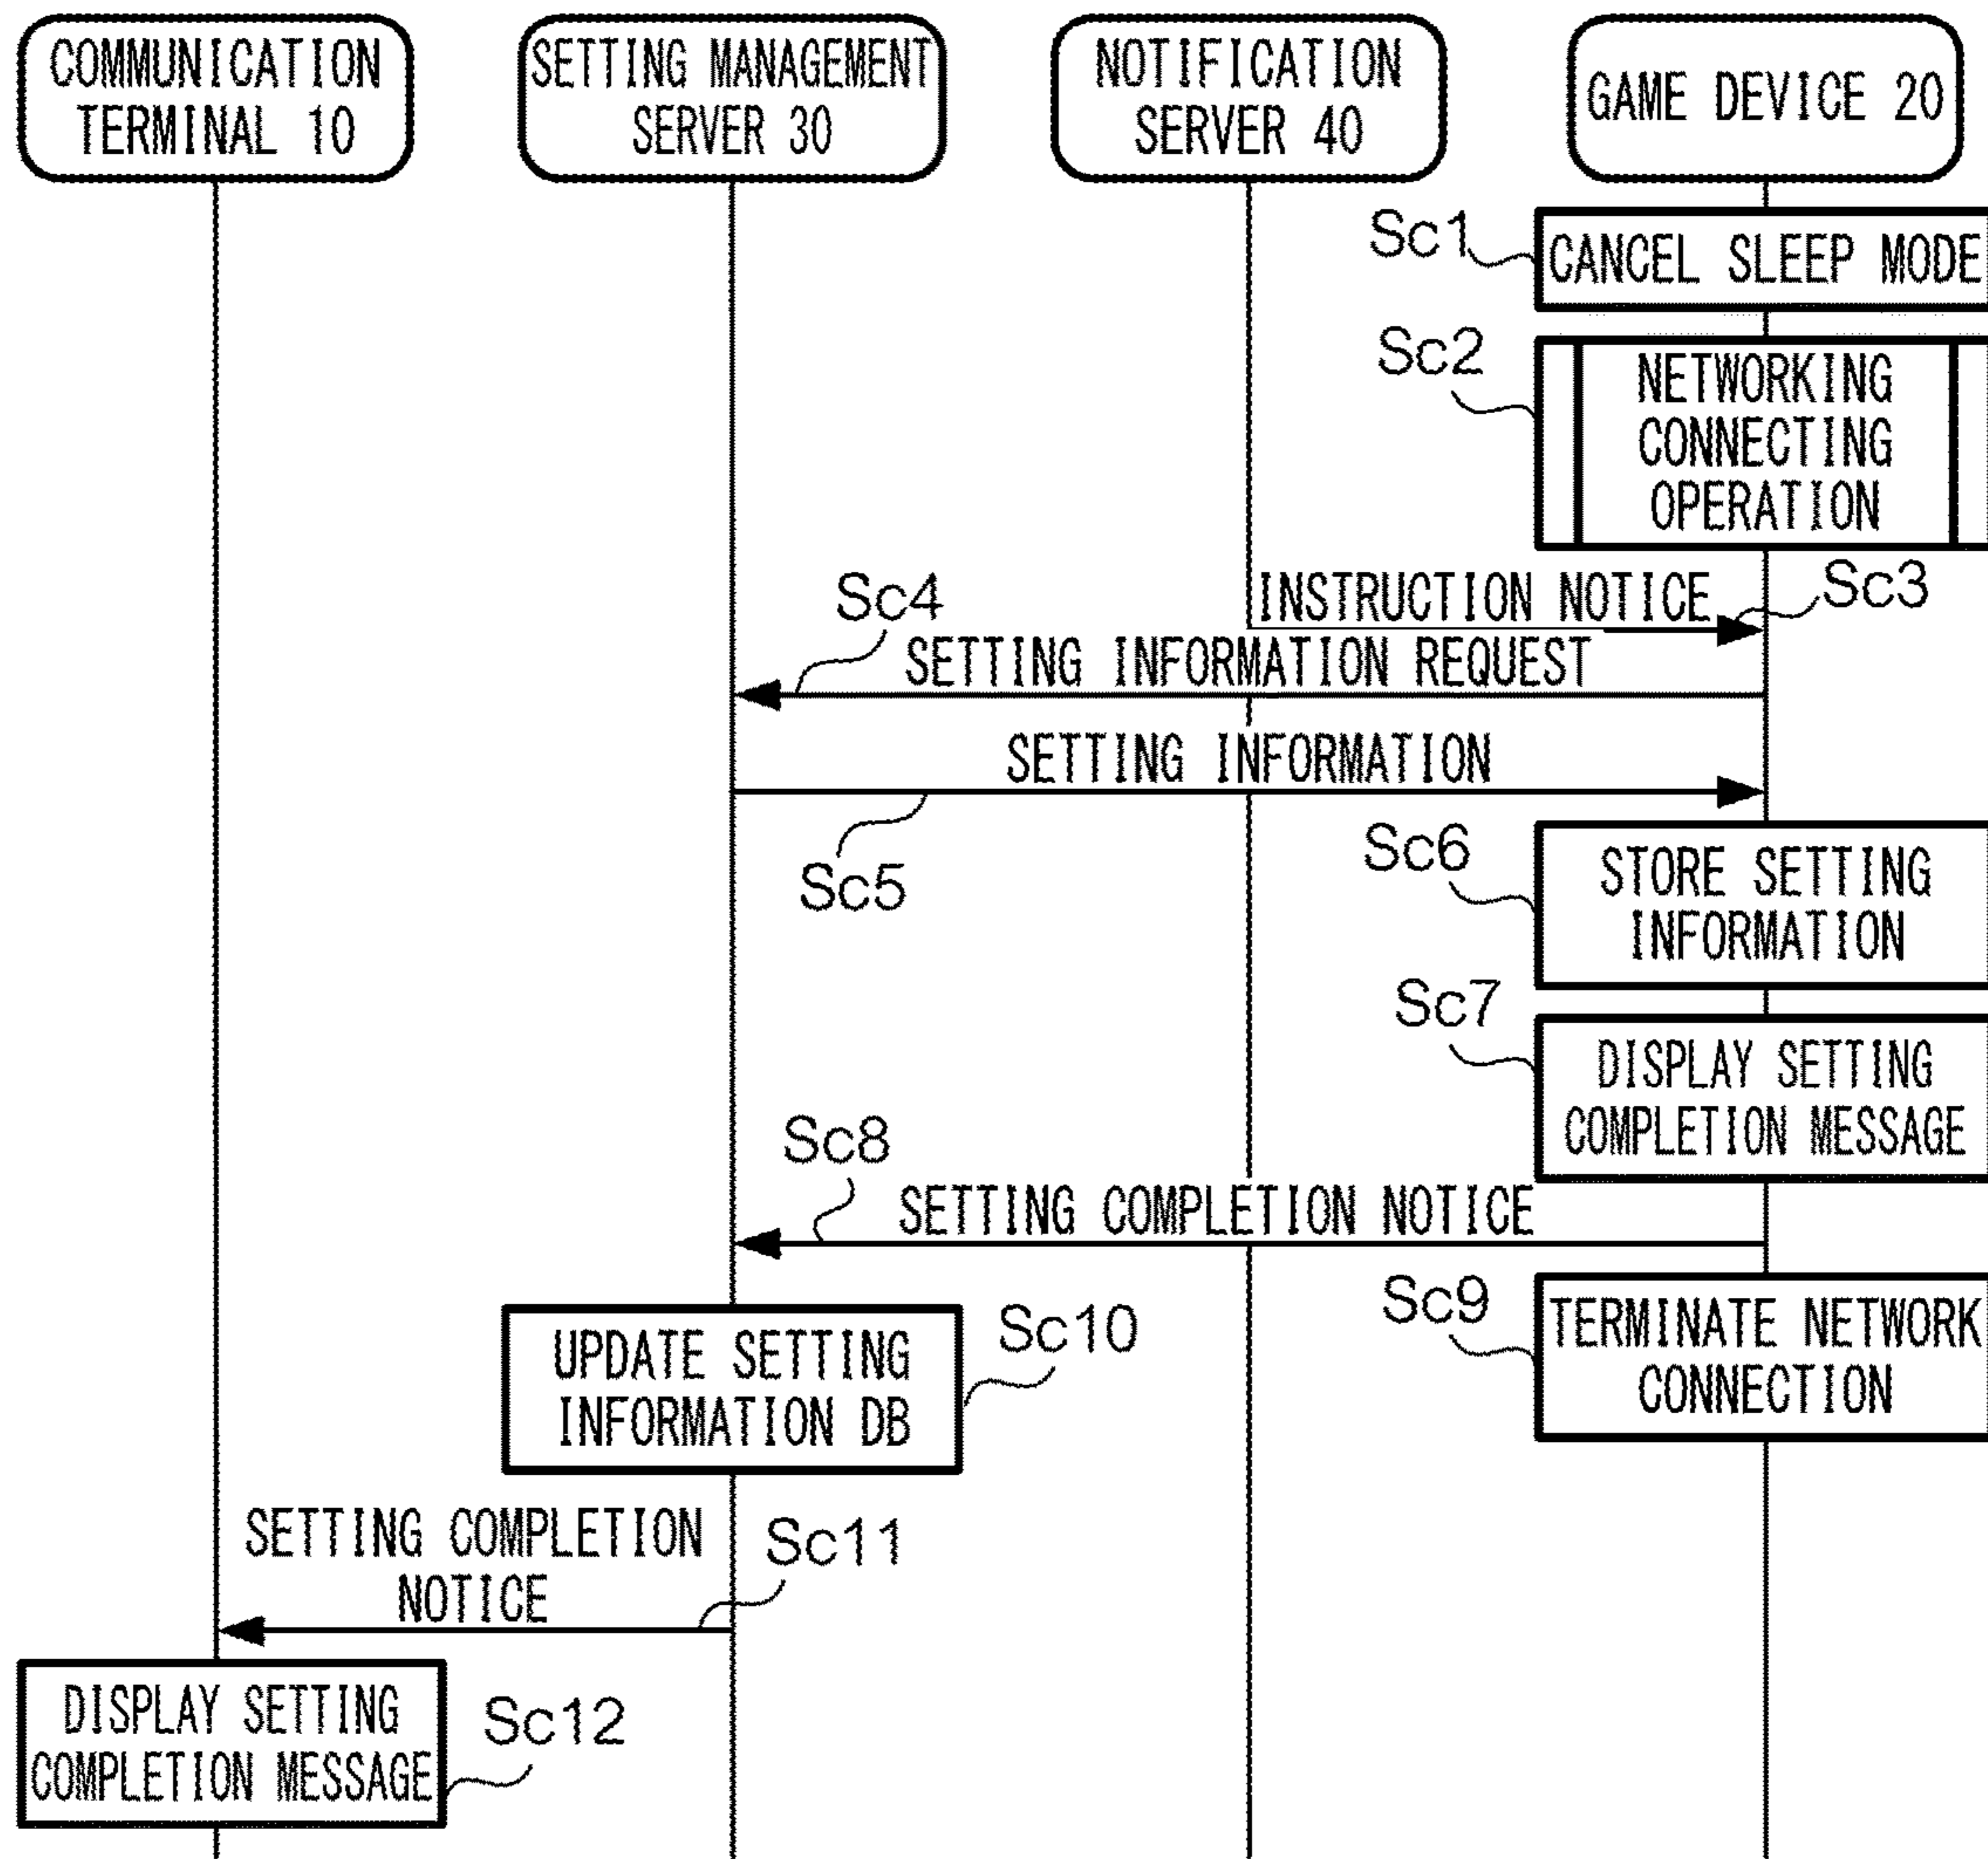 COMMUNICATION
TERMINAL 10
SETTING MANAGEMENT
SERVER 30
NOTIFICATION
SERVER 40
GAME DEVICE 20
Sc1
CANCEL SLEEP MODE
Sc2
NETWORKING
CONNECTING
OPERATION
INSTRUCTION NOTICE
Sc3
Sc4
SETTING INFORMATION REQUEST
SETTING INFORMATION
Sc5
Sc6
STORE SETTING
INFORMATION
Sc7
DISPLAY SETTING
COMPLETION MESSAGE
Sc8
SETTING COMPLETION NOTICE
Sc9
TERMINATE NETWORK
CONNECTION
UPDATE SETTING
INFORMATION DB
Sc10
SETTING COMPLETION
NOTICE
Sc11
DISPLAY SETTING
COMPLETION MESSAGE
Sc12